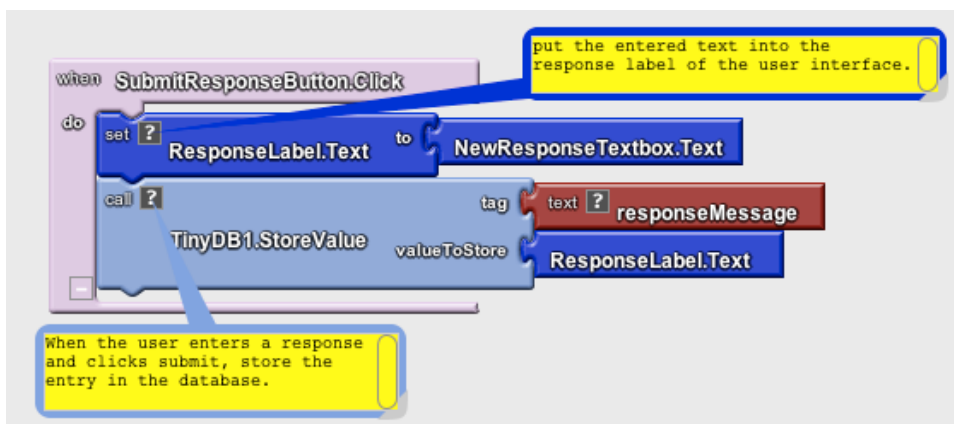 put the entered text into the
response label of the user interface.
when SubmitResponseButton.Click
do set ? ResponseLabel.Text to NewResponseTextbox.Text
call ? TinyDB1.StoreValue tag text ? responseMessage
valueToStore ResponseLabel.Text
When the user enters a response
and clicks submit, store the
entry in the database.